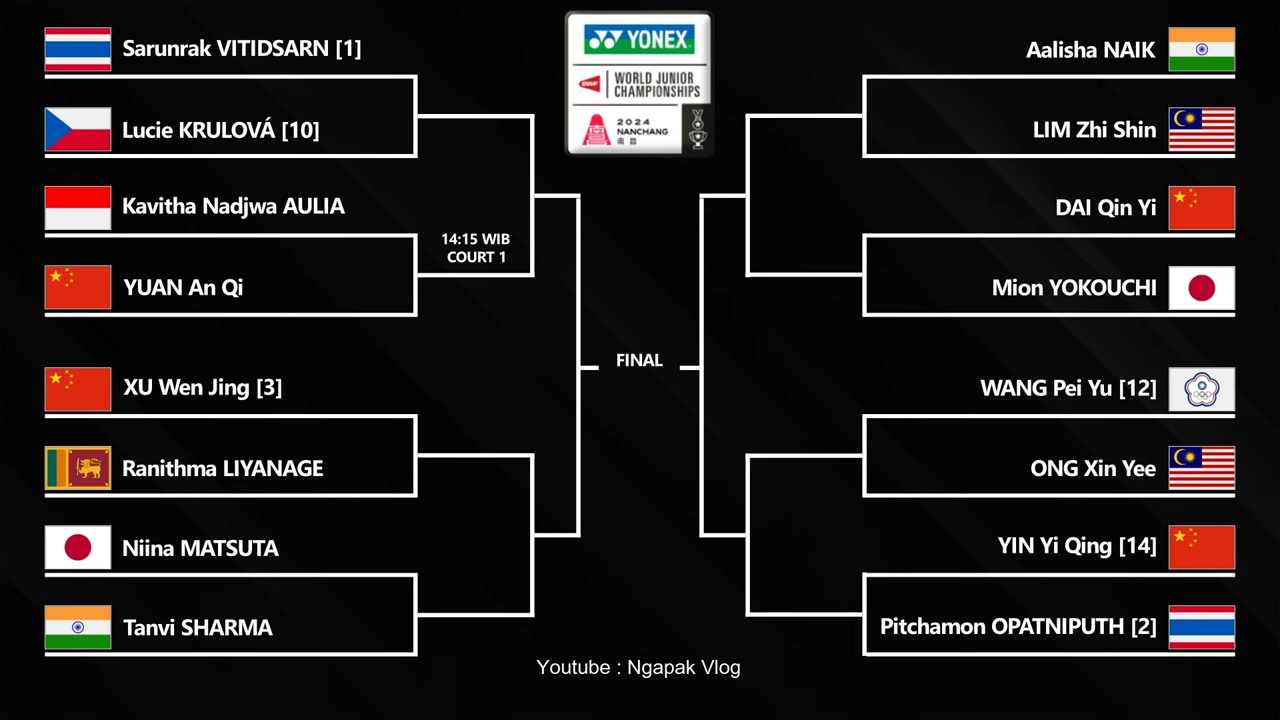 Sarunrak VITIDSARN [1]
Lucie KRULOVÁ [10]
Kavitha Nadjwa AULIA
14:15 WIB
COURT 1
YUAN An Qi
XU Wen Jing [3]
Ranithma LIYANAGE
Niina MATSUTA
Tanvi SHARMA
YONEX
BWF
WORLD JUNIOR
CHAMPIONSHIPS
2024
NANCHANG
南昌
FINAL
Aalisha NAIK
LIM Zhi Shin
DAI Qin Yi
Mion YOKOUCHI
WANG Pei Yu [12]
ONG Xin Yee
YIN Yi Qing [14]
Pitchamon OPATNIPUTH [2]
Youtube : Ngapak Vlog